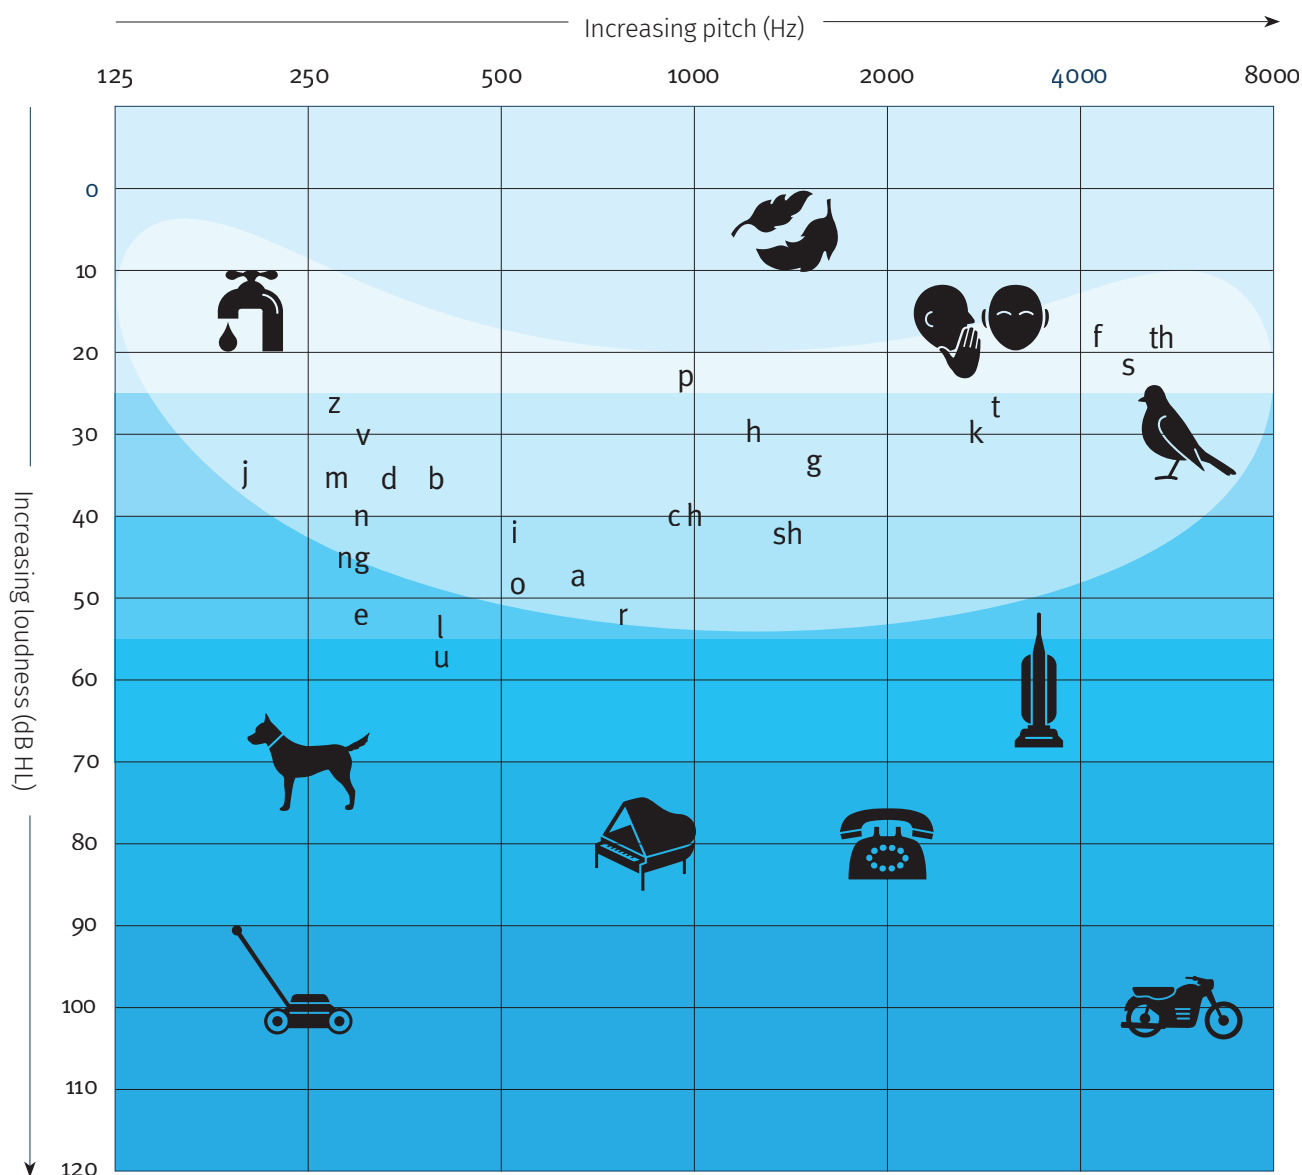 Increasing pitch (Hz)
125 250 500 1000 2000 4000 8000
Increasing loudness (dB HL)
0
10
f th
20
s
p
z t
v h k
30
g
j m d b
n ch
40
i sh
ng
a
o
50
e r
l
u
60
70
80
90
100
110
120